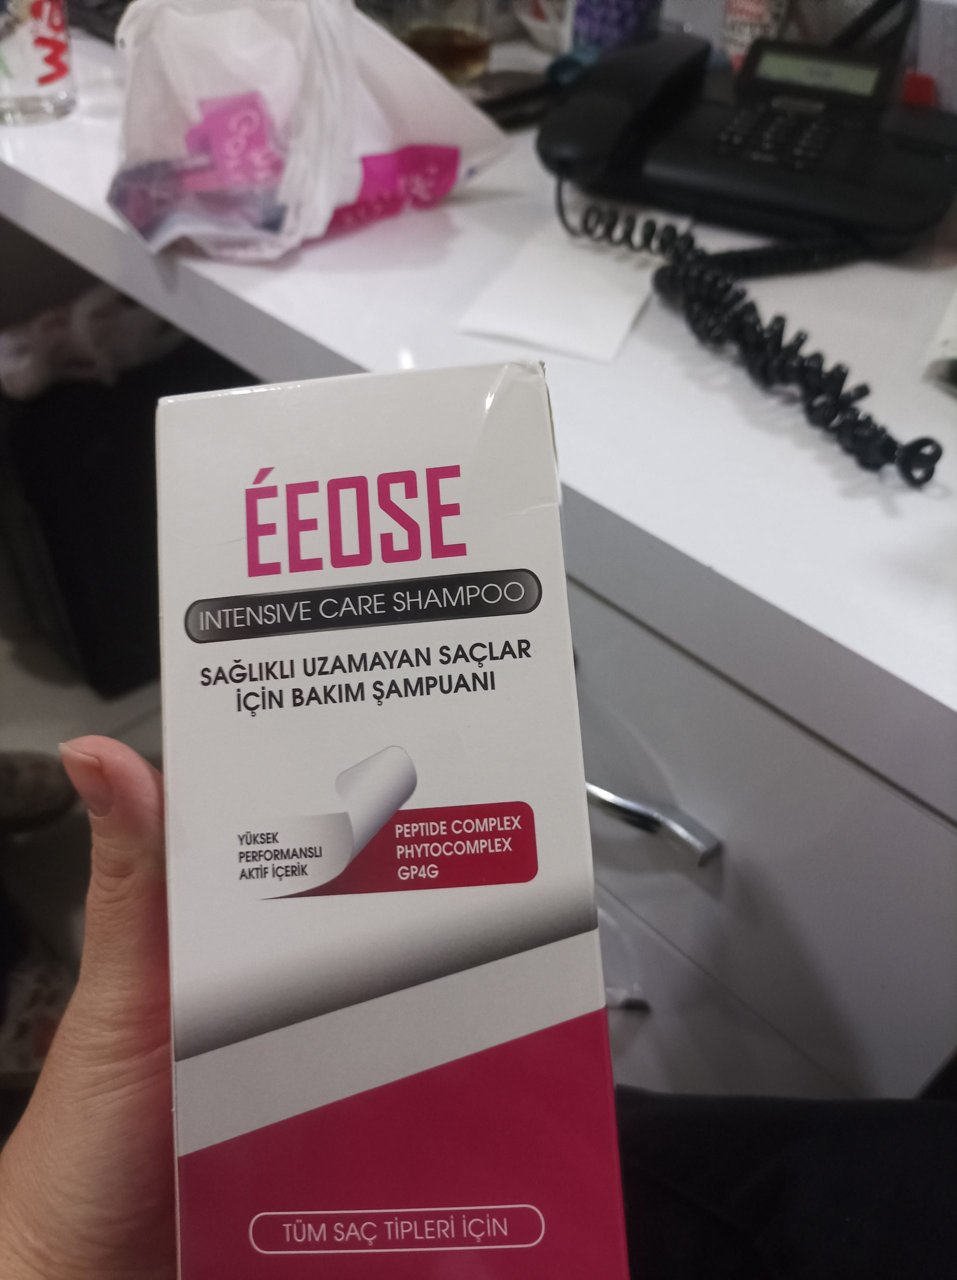 ÉEOSE
INTENSIVE CARE SHAMPOO
SAĞLIKLI UZAMAYAN SAÇLAR
İÇİN BAKIM ŞAMPUANI
YÜKSEK
PERFORMANSLI
AKTİF İÇERİK
PEPTIDE COMPLEX
PHYTOCOMPLEX
GP4G
TÜM SAÇ TİPLERİ İÇİN